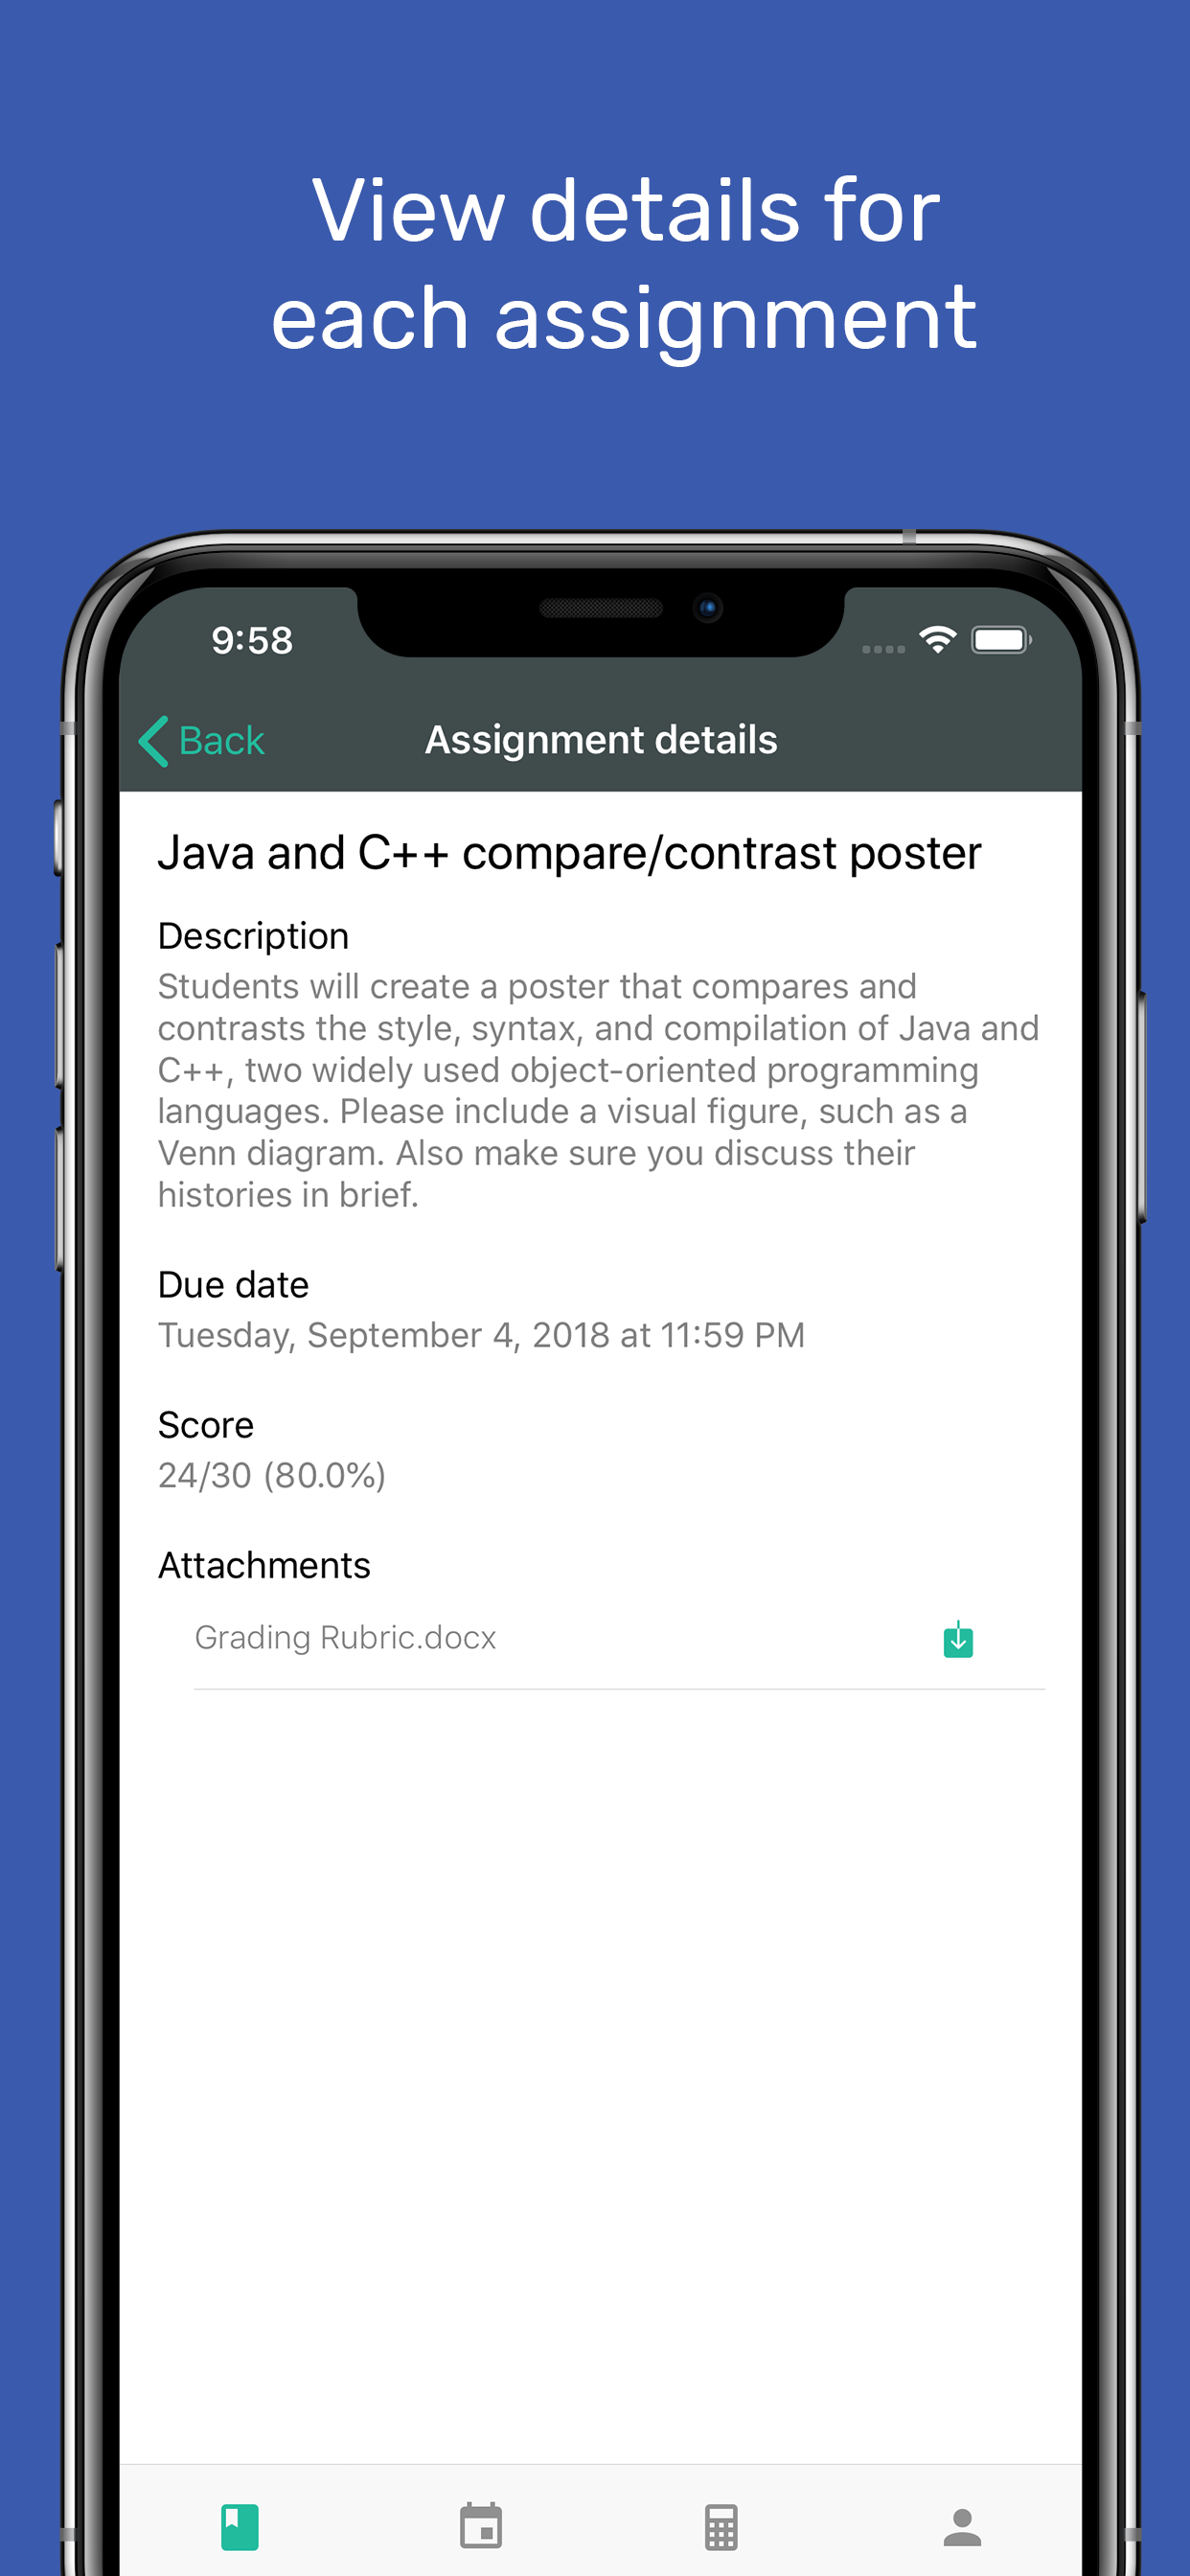 View details for
each assignment
9:58
Back
Assignment details
Java and C++ compare/contrast poster
Description
Students will create a poster that compares and
contrasts the style, syntax, and compilation of Java and
C++, two widely used object-oriented programming
languages. Please include a visual figure, such as a
Venn diagram. Also make sure you discuss their
histories in brief.
Due date
Tuesday, September 4, 2018 at 11:59 PM
Score
24/30 (80.0%)
Attachments
Grading Rubric.docx